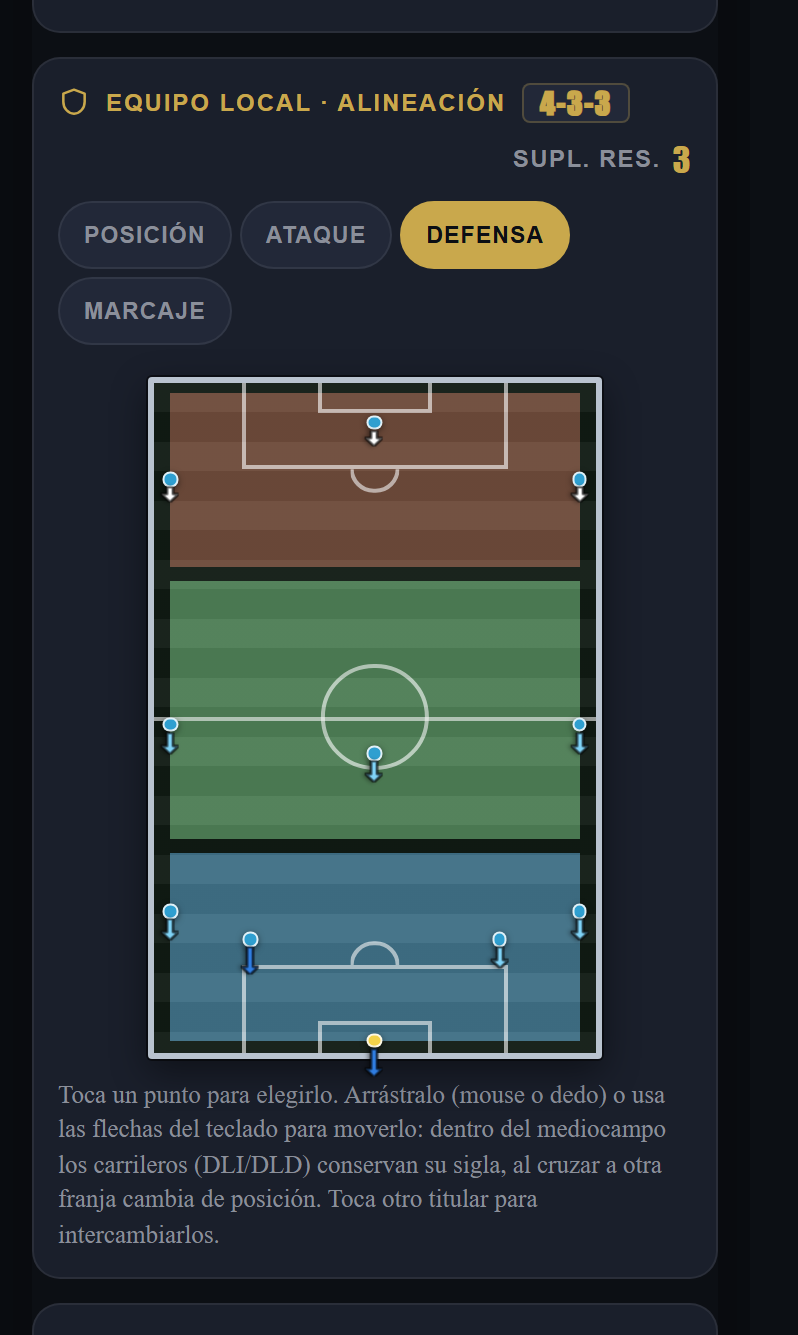 EQUIPO LOCAL · ALINEACIÓN 4-3-3
SUPL. RES. 3
POSICIÓN ATAQUE DEFENSA
MARCAJE
Toca un punto para elegirlo. Arrástralo (mouse o dedo) o usa
las flechas del teclado para moverlo: dentro del mediocampo
los carrileros (DLI/DLD) conservan su sigla, al cruzar a otra
franja cambia de posición. Toca otro titular para
intercambiarlos.